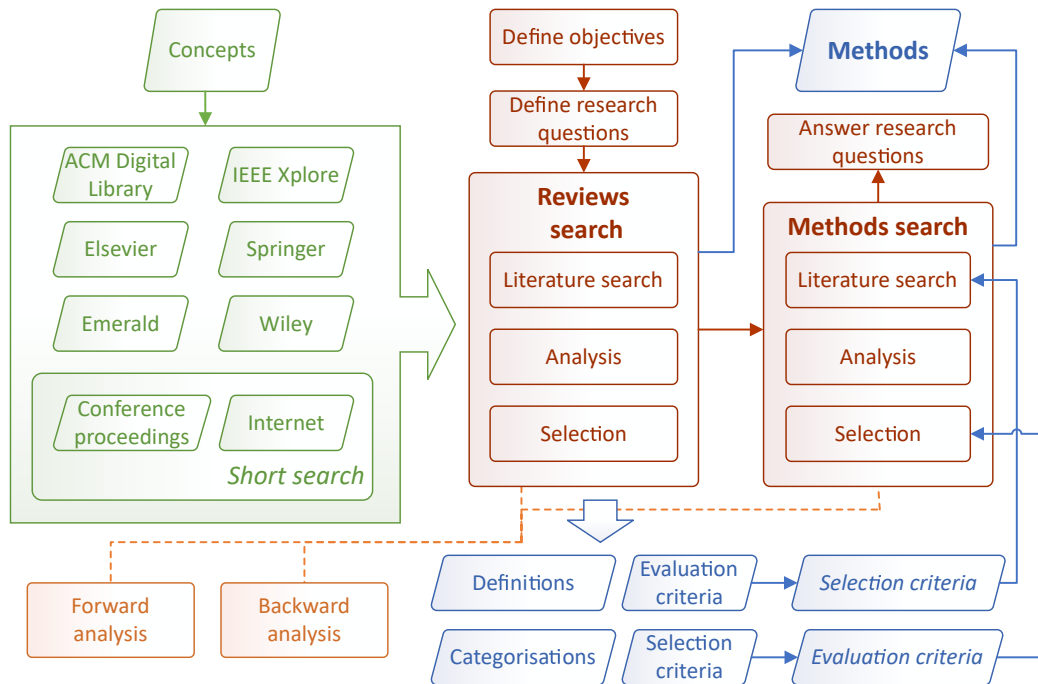 Concepts
ACM Digital
Library
IEEE Xplore
Elsevier
Springer
Emerald
Wiley
Conference
proceedings
Internet
Short search
Define objectives
Define research
questions
Reviews
search
Literature search
Analysis
Selection
Methods
Answer research
questions
Methods search
Literature search
Analysis
Selection
Forward
analysis
Backward
analysis
Definitions
Evaluation
criteria
Selection criteria
Categorisations
Selection
criteria
Evaluation criteria